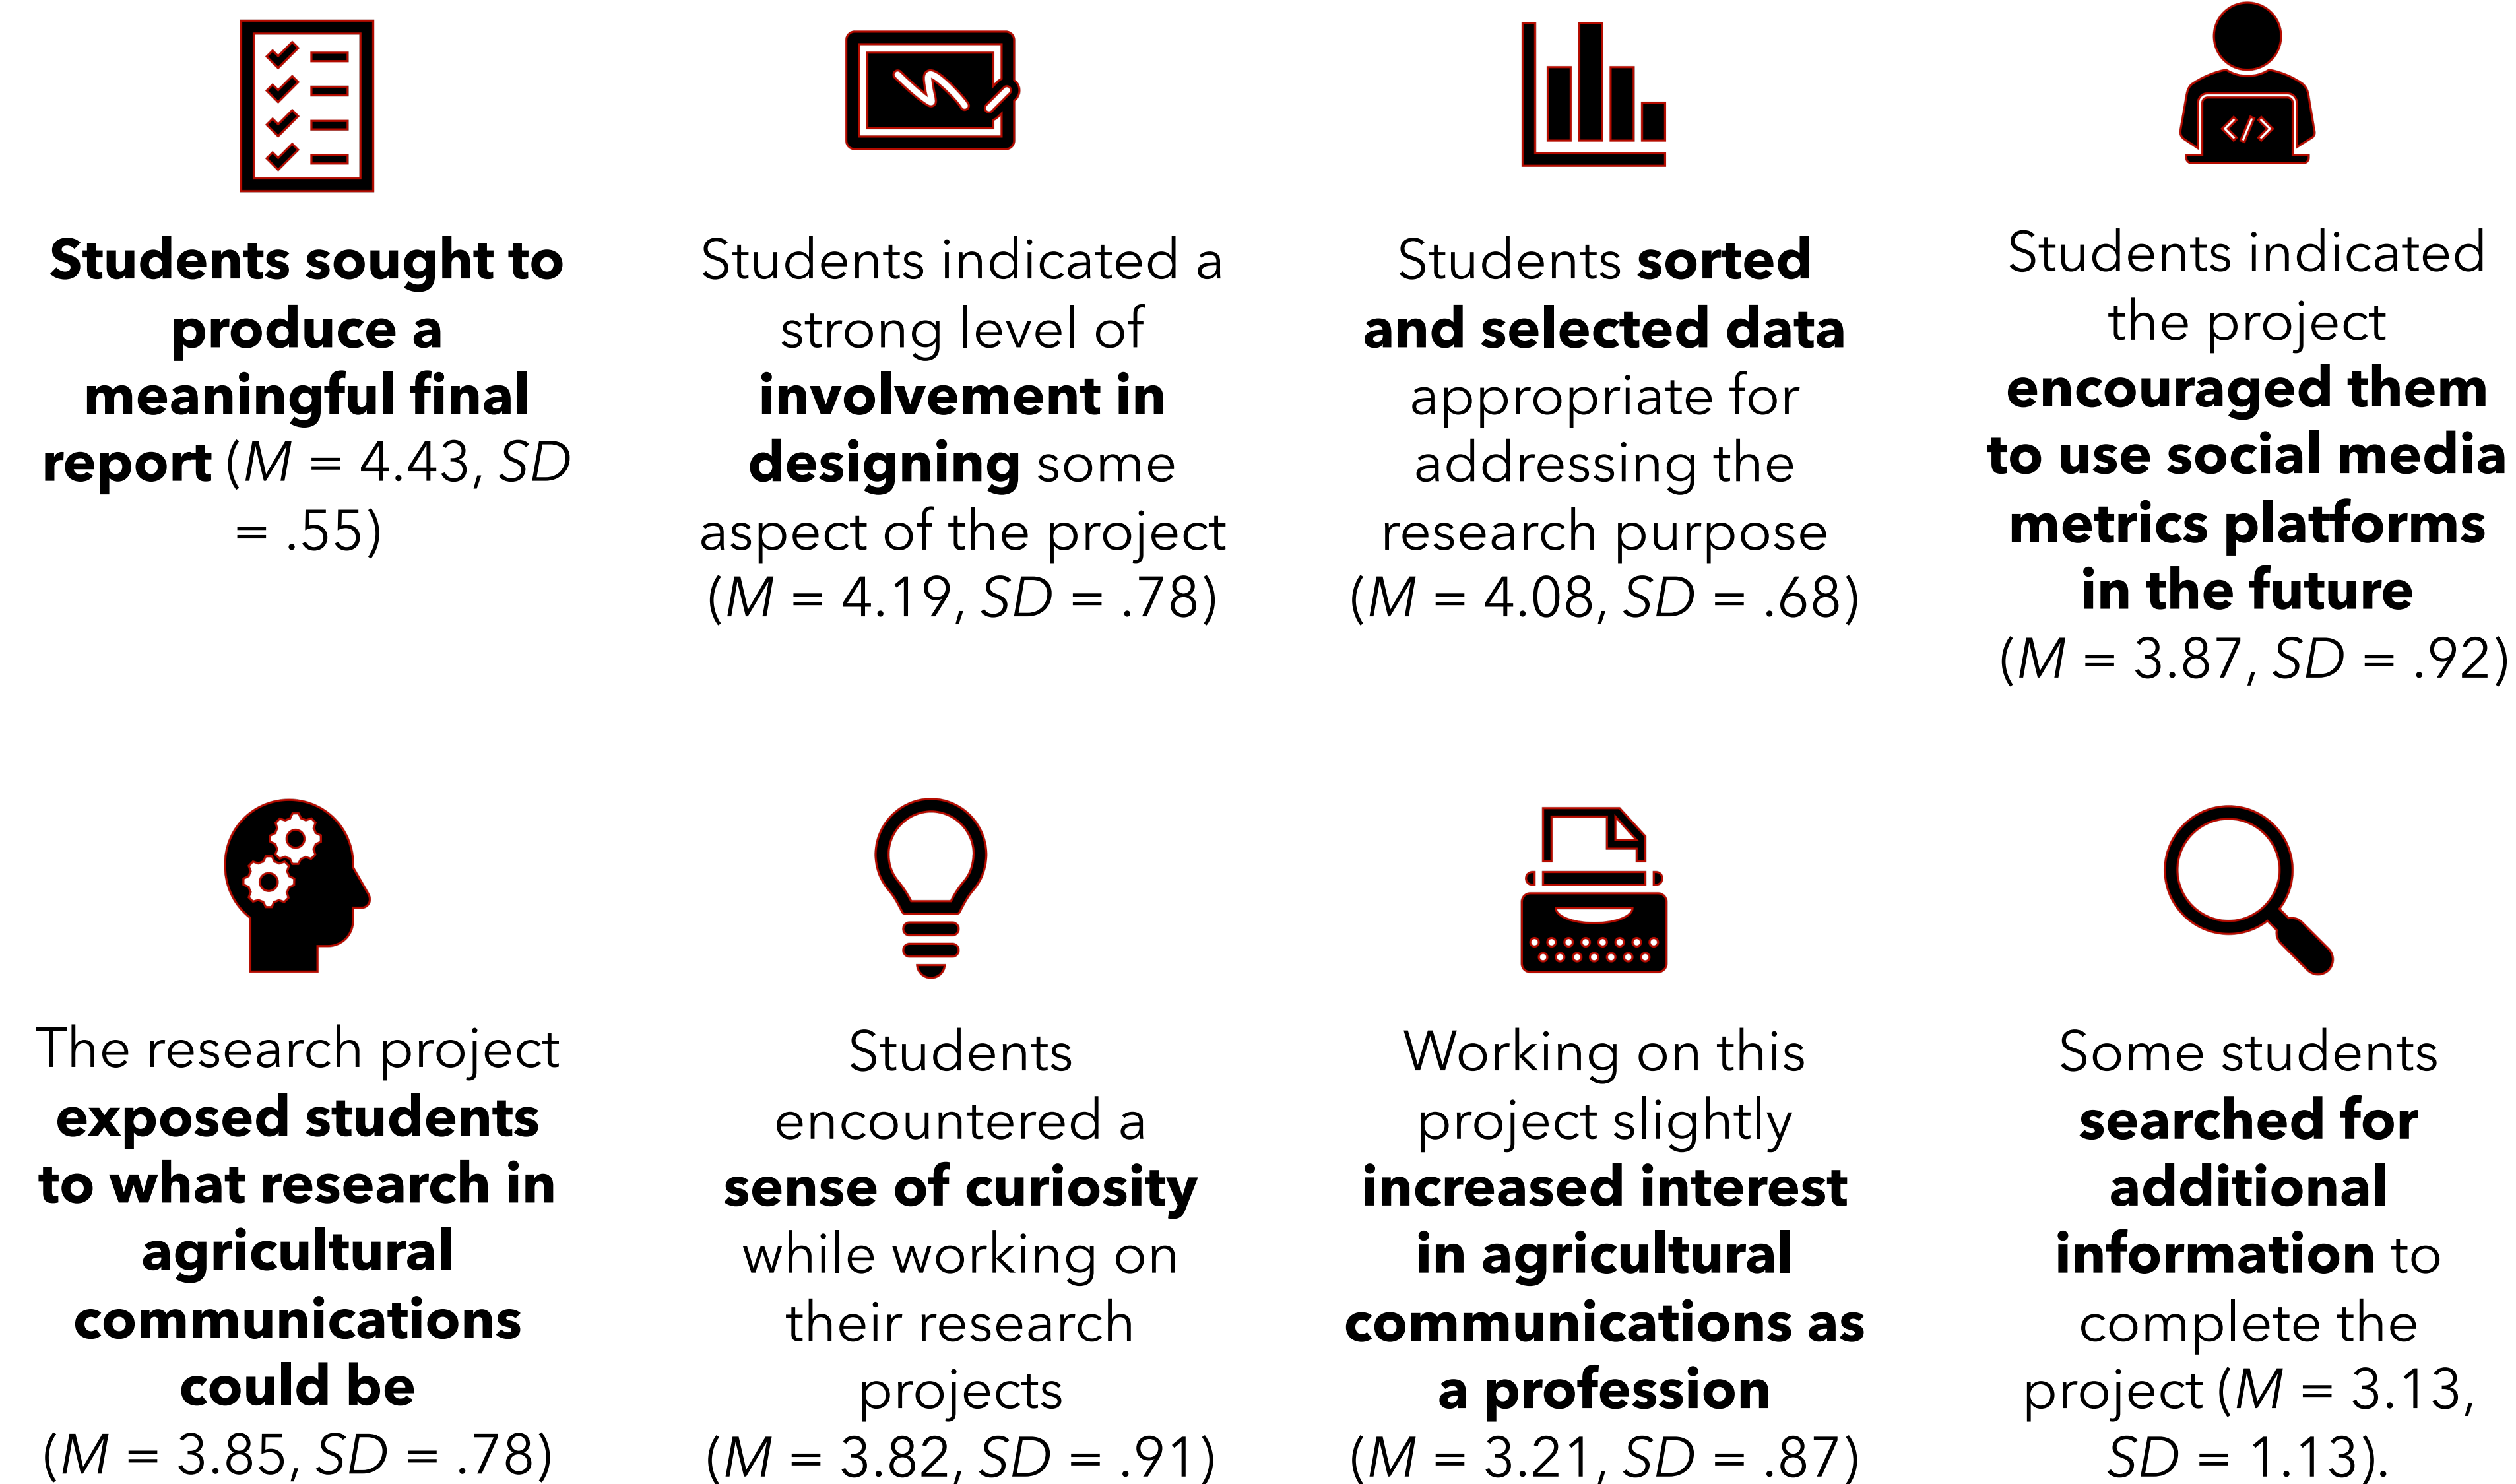 Students sought to
produce a
meaningful final
report (M = 4.43, SD
= .55)
Students indicated a
strong level of
involvement in
designing some
aspect of the project
(M = 4.19, SD = .78)
Students sorted
and selected data
appropriate for
addressing the
research purpose
(M = 4.08, SD = .68)
Students indicated
the project
encouraged them
to use social media
metrics platforms
in the future
(M = 3.87, SD = .92)
The research project
exposed students
to what research in
agricultural
communications
could be
(M = 3.85, SD = .78)
Students
encountered a
sense of curiosity
while working on
their research
projects
(M = 3.82, SD = .91)
Working on this
project slightly
increased interest
in agricultural
communications as
a profession
(M = 3.21, SD = .87)
Some students
searched for
additional
information to
complete the
project (M = 3.13,
SD = 1.13).